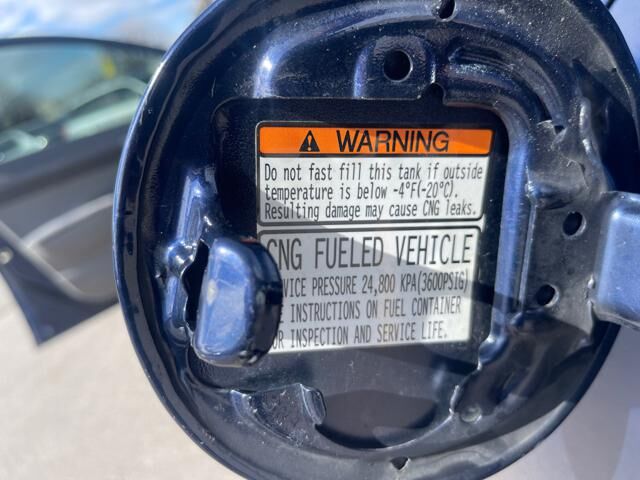 WARNING
Do not fast fill this tank if outside
temperature is below -4°F(-20°C).
Resulting damage may cause CNG leaks.
CNG FUELED VEHICLE
PRESSURE 24,800 KPA(3600PSIG)
INSTRUCTIONS ON FUEL CONTAINER
INSPECTION AND SERVICE LIFE.